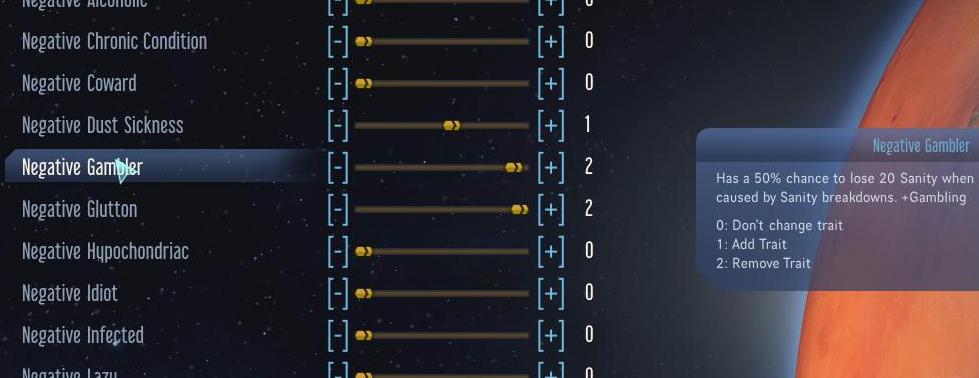 Negative Alcoholic [-] [+] 0
Negative Chronic Condition [-] [+] 0
Negative Coward [-] [+] 0
Negative Dust Sickness [-] [+] 1
Negative Gambler [-] [+] 2
Negative Glutton [-] [+] 2
Negative Hypochondriac [-] [+] 0
Negative Idiot [-] [+] 0
Negative Infected [-] [+] 0
Negative Lazy [-] [+] 0
Negative Gambler
Has a 50% chance to lose 20 Sanity when
caused by Sanity breakdowns. +Gambling
0: Don't change trait
1: Add Trait
2: Remove Trait